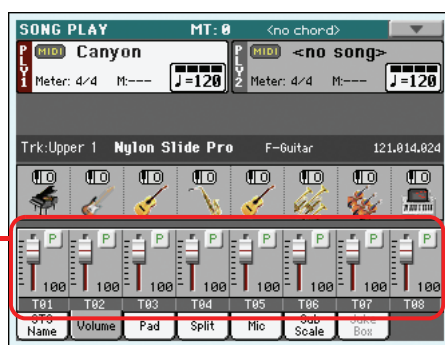 SONG PLAY MT: 0 <no chord>
PLY1 MIDI Canyon
Meter: 4/4 M:--- ♩=120
PLY2 MIDI <no song>
Meter: 4/4 M:--- ♩=120
Trk:Upper 1 Nylon Slide Pro F-Guitar 121.014.024
P P P P P P P P
100 100 100 100 100 100 100 100
T01 T02 T03 T04 T05 T06 T07 T08
STS Name Volume Pad Split Mic Sub Scale Juke Box